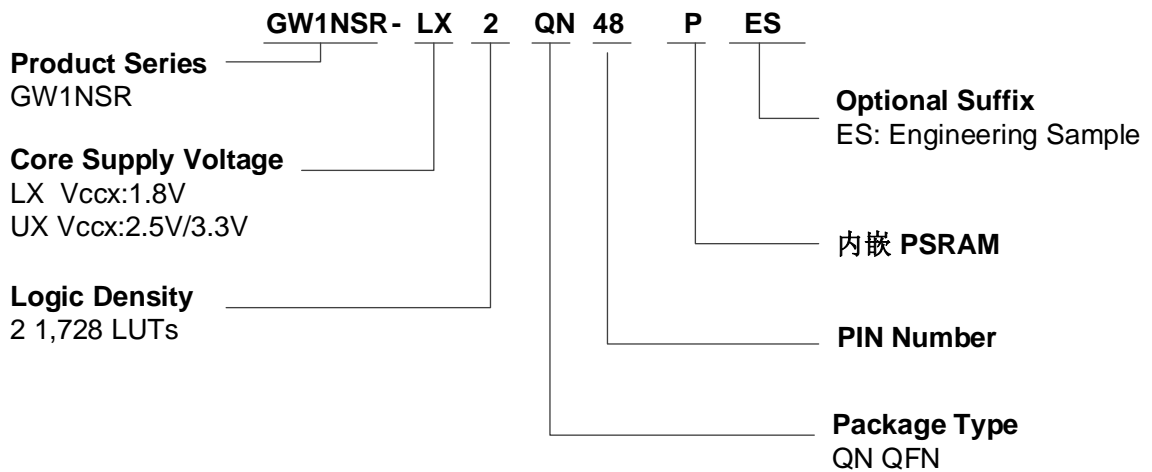 GW1NSR- LX 2 QN 48 P ES
Product Series
GW1NSR
Core Supply Voltage
LX Vccx:1.8V
UX Vccx:2.5V/3.3V
Logic Density
2 1,728 LUTs
Optional Suffix
ES: Engineering Sample
内嵌 PSRAM
PIN Number
Package Type
QN QFN